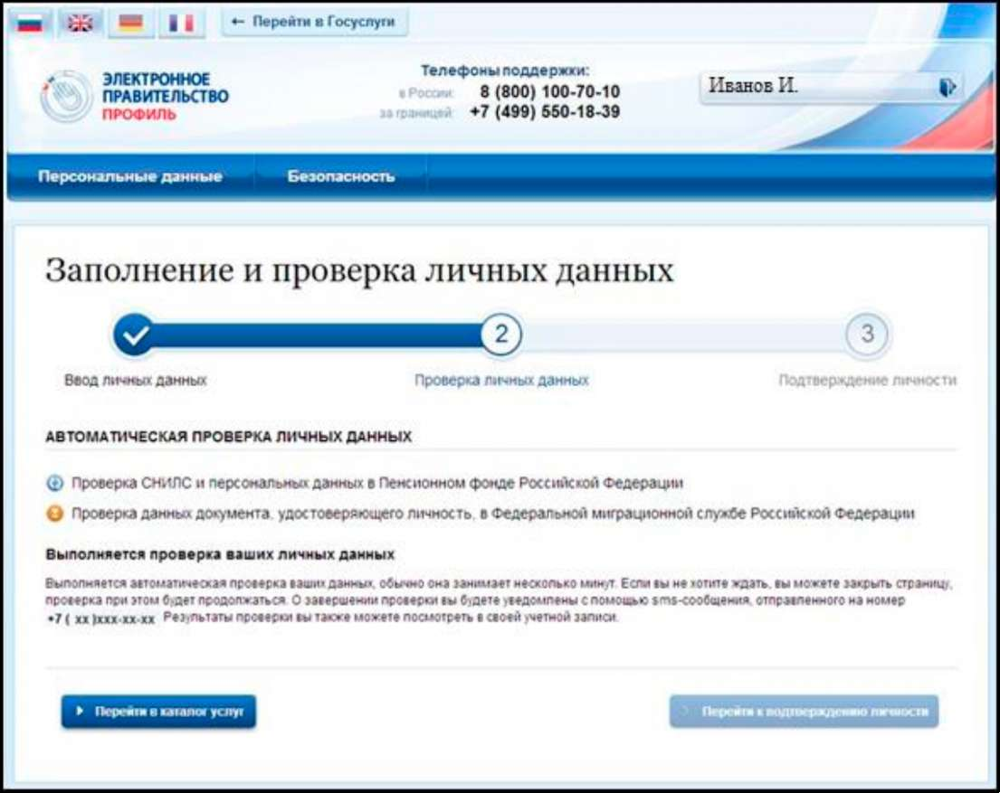 ← Перейти в Госуслуги
ЭЛЕКТРОННОЕ
ПРАВИТЕЛЬСТВО
ПРОФИЛЬ
Телефоны поддержки:
в России: 8 (800) 100-70-10
за границей: +7 (499) 550-18-39
Иванов И.
Персональные данные Безопасность
Заполнение и проверка личных данных
2 3
Ввод личных данных Проверка личных данных Подтверждение личности
АВТОМАТИЧЕСКАЯ ПРОВЕРКА ЛИЧНЫХ ДАННЫХ
Проверка СНИЛС и персональных данных в Пенсионном фонде Российской Федерации
Проверка данных документа, удостоверяющего личность, в Федеральной миграционной службе Российской Федерации
Выполняется проверка ваших личных данных
Выполняется автоматическая проверка ваших данных, обычно она занимает несколько минут. Если вы не хотите ждать, вы можете закрыть страницу,
проверка при этом будет продолжаться. О завершении проверки вы будете уведомлены с помощью sms-сообщения, отправленного на номер
+7 ( xx )xxx-xx-xx Результаты проверки вы также можете посмотреть в своей учетной записи.
Перейти в каталог услуг Перейти к подтверждению личности